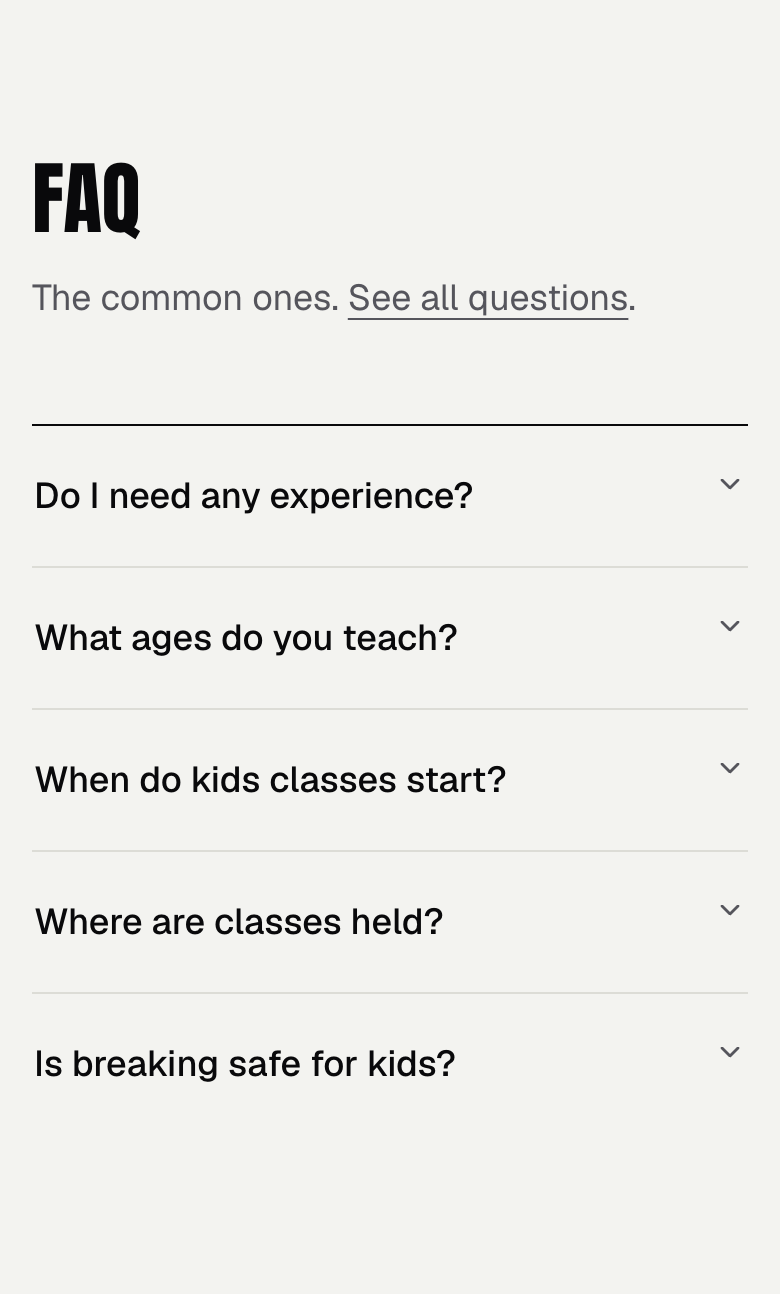 FAQ
The common ones. See all questions.
Do I need any experience?
What ages do you teach?
When do kids classes start?
Where are classes held?
Is breaking safe for kids?